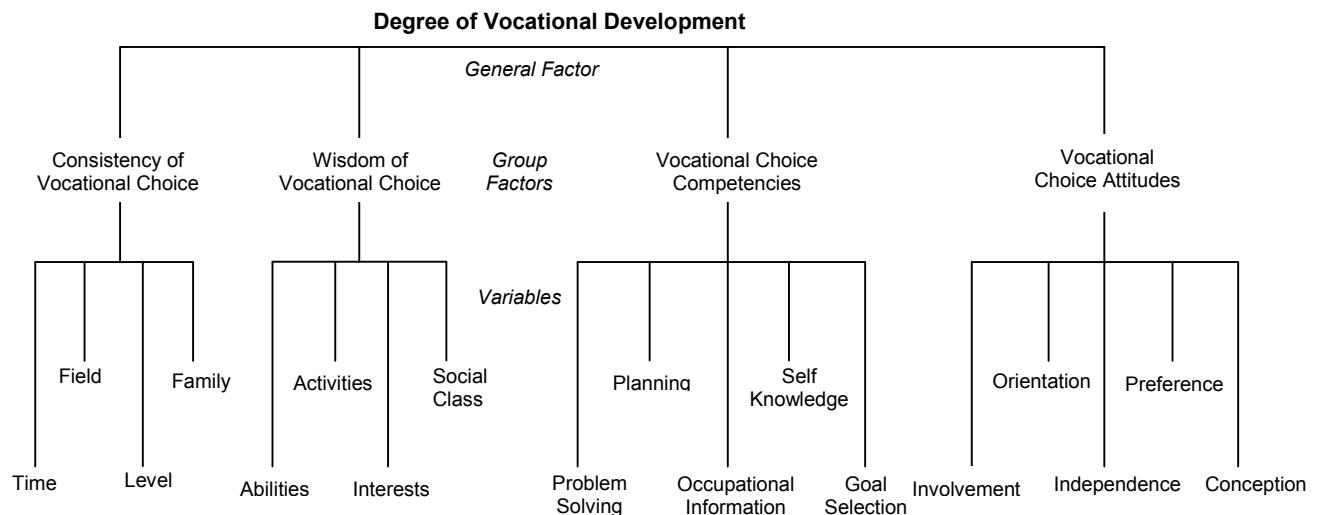 Degree of Vocational Development
General Factor
Consistency of
Vocational Choice
Wisdom of
Vocational Choice
Group
Factors
Vocational Choice
Competencies
Vocational
Choice Attitudes
Variables
Field
Family
Activities
Social
Class
Planning
Self
Knowledge
Orientation
Preference
Time
Level
Abilities
Interests
Problem
Solving
Occupational
Information
Goal
Selection
Involvement
Independence
Conception